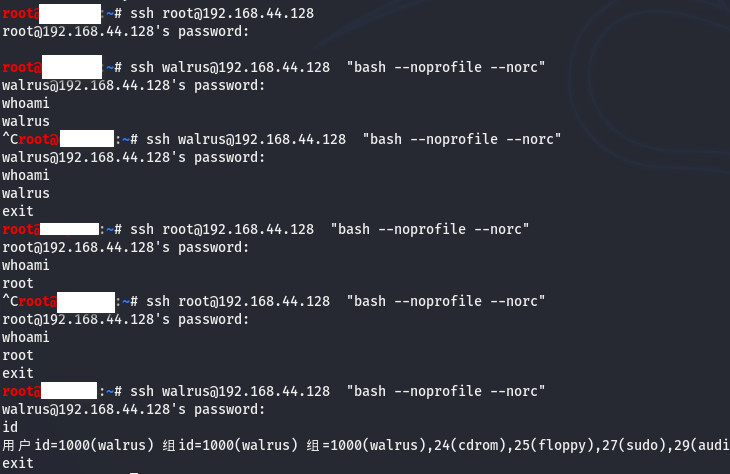 root@:~# ssh root@192.168.44.128
root@192.168.44.128's password:
root@:~# ssh walrus@192.168.44.128  "bash --noprofile --norc"
walrus@192.168.44.128's password:
whoami
walrus
^Croot@:~# ssh walrus@192.168.44.128  "bash --noprofile --norc"
walrus@192.168.44.128's password:
whoami
walrus
exit
root@:~# ssh root@192.168.44.128  "bash --noprofile --norc"
root@192.168.44.128's password:
whoami
root
^Croot@:~# ssh root@192.168.44.128  "bash --noprofile --norc"
root@192.168.44.128's password:
whoami
root
exit
root@:~# ssh walrus@192.168.44.128  "bash --noprofile --norc"
walrus@192.168.44.128's password:
id
用户id=1000(walrus) 组id=1000(walrus) 组=1000(walrus),24(cdrom),25(floppy),27(sudo),29(audi
exit